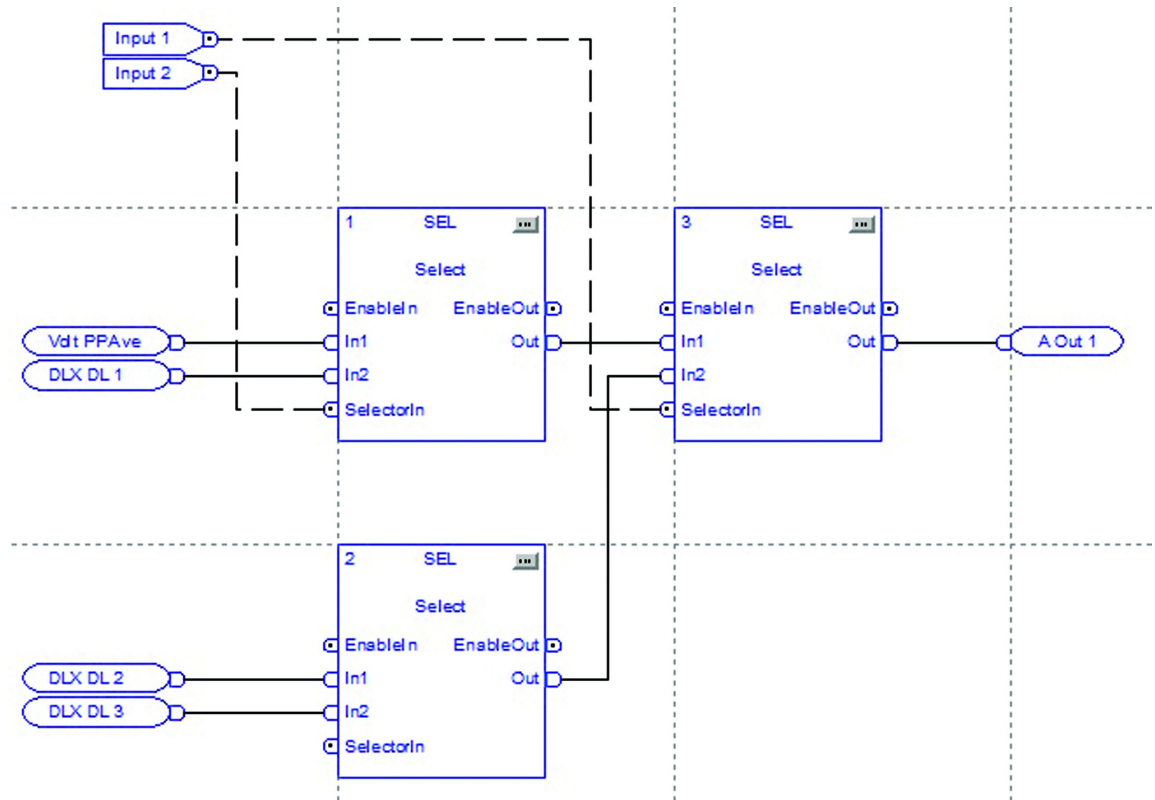 Input 1
Input 2
1 SEL
Select
EnableIn EnableOut
In1 Out
In2
SelectorIn
Vdt PPAve
DLX DL 1
3 SEL
Select
EnableIn EnableOut
In1 Out
In2
SelectorIn
A Out 1
2 SEL
Select
EnableIn EnableOut
In1 Out
In2
SelectorIn
DLX DL 2
DLX DL 3